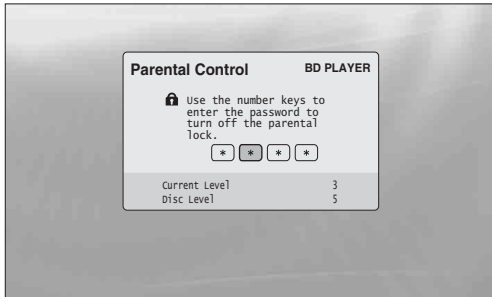 Parental Control BD PLAYER
Use the number keys to
enter the password to
turn off the parental
lock.
* * * *
Current Level 3
Disc Level 5